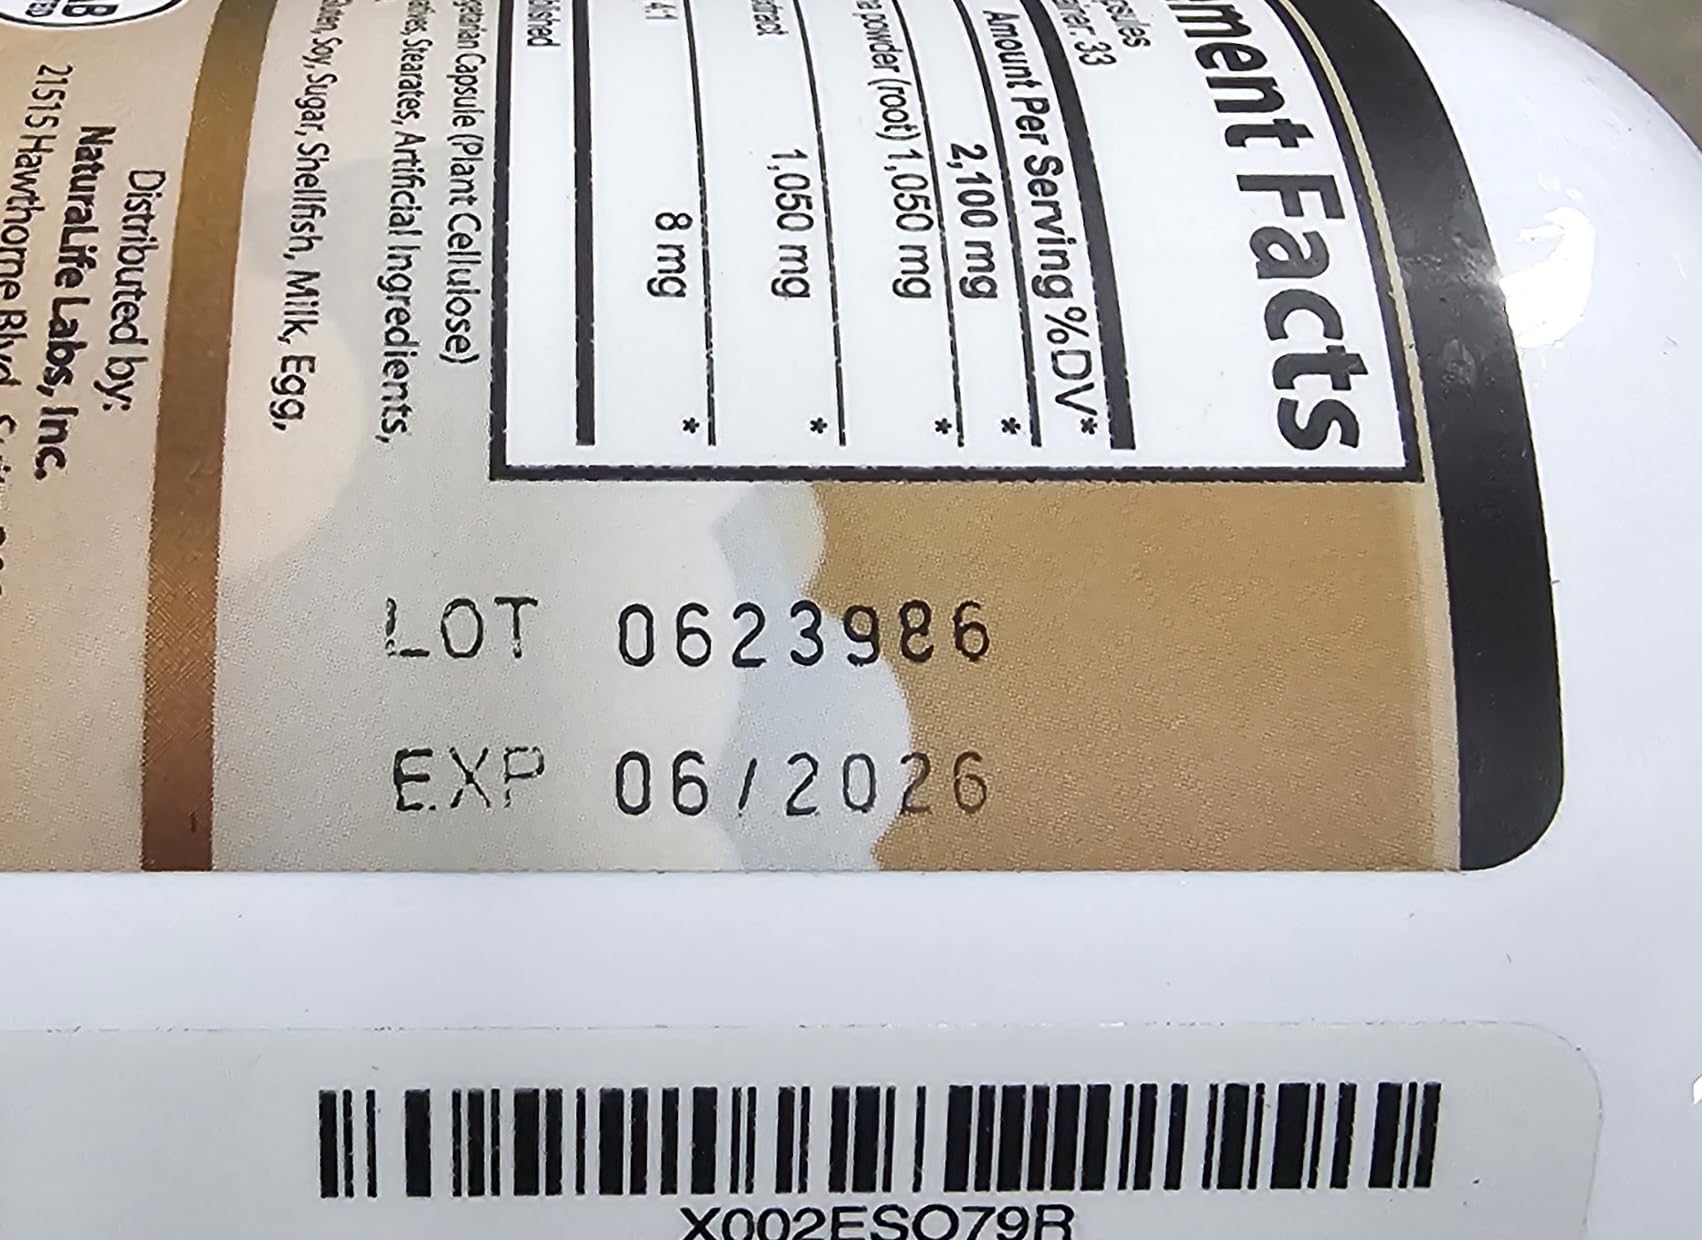 ment Facts
33
Amount Per Serving %DV*
2,100 mg *
powder (root) 1,050 mg *
1,050 mg *
8 mg *
Capsule (Plant Cellulose)
Stearates, Artificial Ingredients,
Soy, Sugar, Shellfish, Milk, Egg,
Distributed by:
NaturaLife Labs, Inc.
21515 Hawthorne Blvd.
LOT 0623986
EXP 06/2026
X002ESO79R